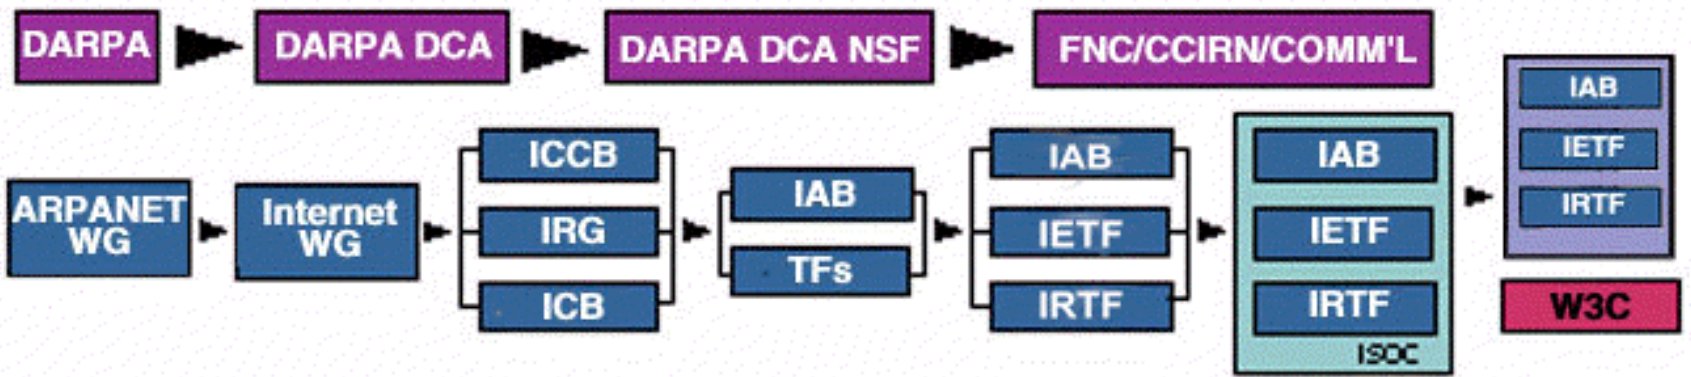 DARPA
DARPA DCA
DARPA DCA NSF
FNC/CCIRN/COMM'L
ARPANET
WG
Internet
WG
ICCB
IRG
ICB
IAB
TFs
IAB
IETF
IRTF
IAB
IETF
IRTF
ISOC
IAB
IETF
IRTF
W3C